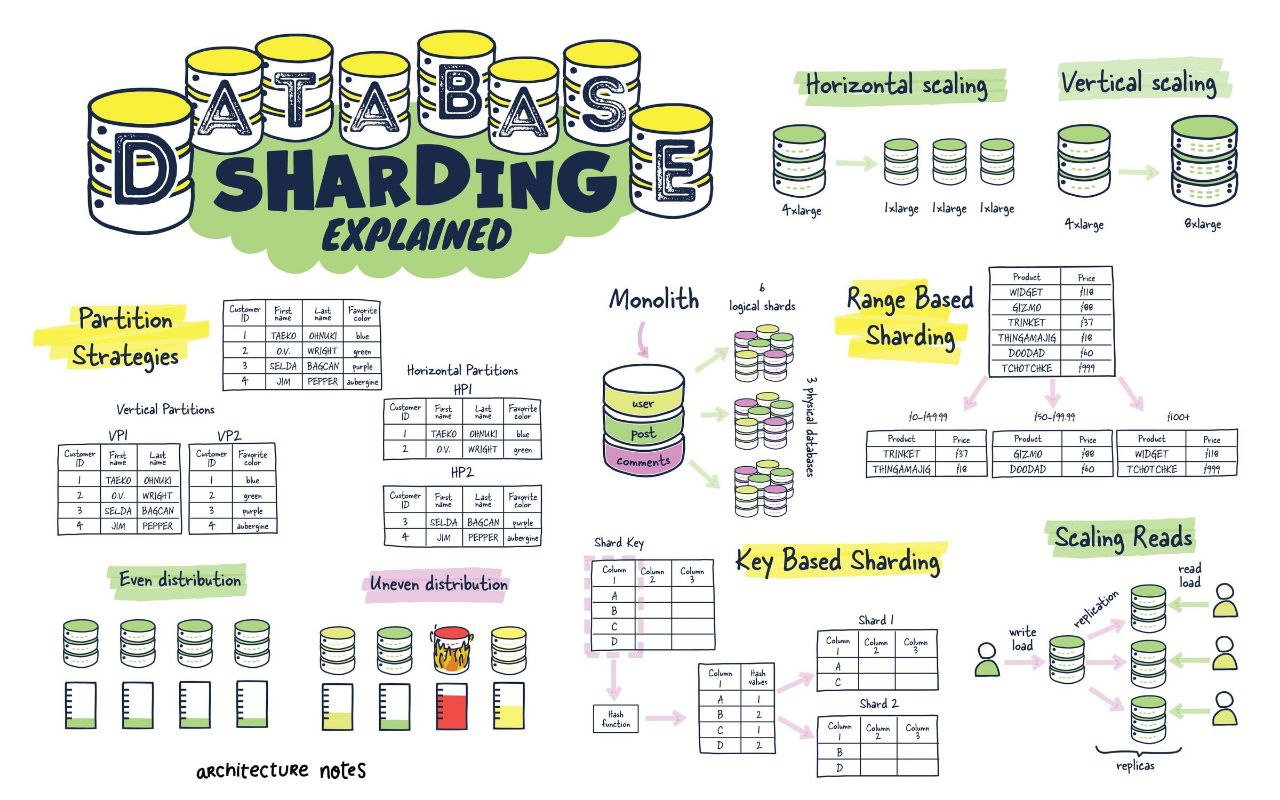 DATABASE
SHARDING
EXPLAINED
Horizontal scaling
4xlarge
1xlarge 1xlarge 1xlarge
Vertical scaling
4xlarge
8xlarge
Partition
Strategies
Customer ID First name Last name Favorite color
1 TAEKO OHNUKI blue
2 O.V. WRIGHT green
3 SELDA BAGCAN purple
4 JIM PEPPER aubergine
Vertical Partitions
VP1
Customer ID First name Last name
1 TAEKO OHNUKI
2 O.V. WRIGHT
3 SELDA BAGCAN
4 JIM PEPPER
VP2
Customer ID Favorite color
1 blue
2 green
3 purple
4 aubergine
Horizontal Partitions
HP1
Customer ID First name Last name Favorite color
1 TAEKO OHNUKI blue
2 O.V. WRIGHT green
HP2
Customer ID First name Last name Favorite color
3 SELDA BAGCAN purple
4 JIM PEPPER aubergine
Monolith
user
post
comments
6
logical shards
3 physical databases
Range Based
Sharding
Product Price
WIDGET $118
GIZMO $88
TRINKET $37
THINGAMAJIG $18
DOODAD $60
TCHOTCHKE $999
$0-$49.99
Product Price
TRINKET $37
THINGAMAJIG $18
$50-$99.99
Product Price
GIZMO $88
DOODAD $60
$100+
Product Price
WIDGET $118
TCHOTCHKE $999
Even distribution
Uneven distribution
Key Based Sharding
Shard Key
Column 1 Column 2 Column 3
A
B
C
D
Hash
function
Column 1 Hash values
A 1
B 2
C 1
D 2
Shard 1
Column 1 Column 2 Column 3
A
C
Shard 2
Column 1 Column 2 Column 3
B
D
Scaling Reads
write
load
replication
read
load
replicas
architecture notes